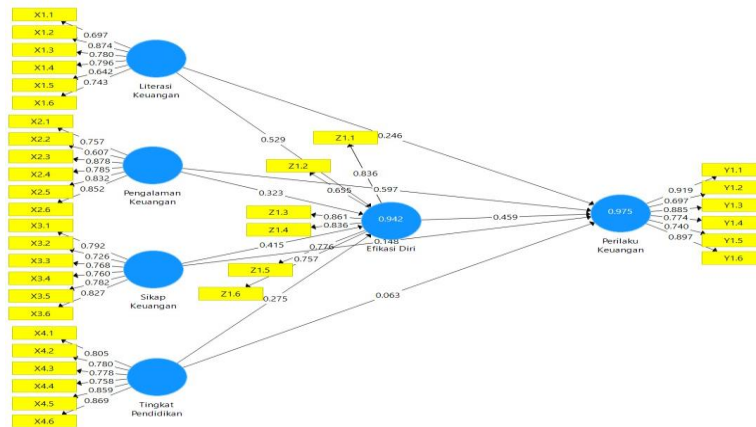 X1.1
X1.2
X1.3
X1.4
X1.5
X1.6
0.697
0.874
0.780
0.796
0.642
0.743
Literasi
Keuangan
X2.1
X2.2
X2.3
X2.4
X2.5
X2.6
0.757
0.607
0.878
0.785
0.832
0.852
Pengalaman
Keuangan
X3.1
X3.2
X3.3
X3.4
X3.5
X3.6
0.792
0.726
0.768
0.760
0.782
0.827
Sikap
Keuangan
X4.1
X4.2
X4.3
X4.4
X4.5
X4.6
0.805
0.780
0.778
0.758
0.859
0.869
Tingkat
Pendidikan
0.529
0.323
0.415
0.275
Z1.1
Z1.2
Z1.3
Z1.4
Z1.5
Z1.6
0.836
0.655
0.861
0.836
0.776
0.757
0.942
Efikasi Diri
0.246
0.597
0.459
0.148
0.063
0.975
Perilaku
Keuangan
0.919
0.697
0.885
0.774
0.740
0.897
Y1.1
Y1.2
Y1.3
Y1.4
Y1.5
Y1.6